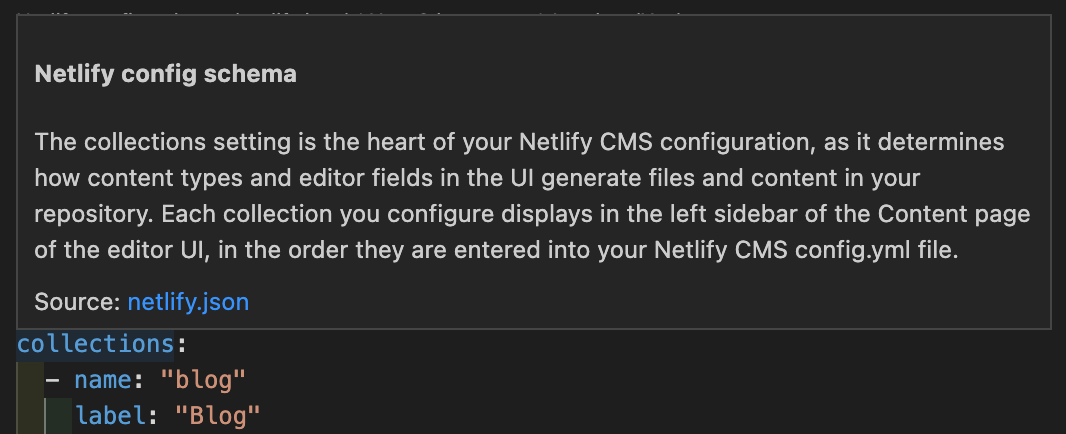 Netlify config schema
The collections setting is the heart of your Netlify CMS configuration, as it determines
how content types and editor fields in the UI generate files and content in your
repository. Each collection you configure displays in the left sidebar of the Content page
of the editor UI, in the order they are entered into your Netlify CMS config.yml file.
Source: netlify.json
collections:
- name: "blog"
label: "Blog"